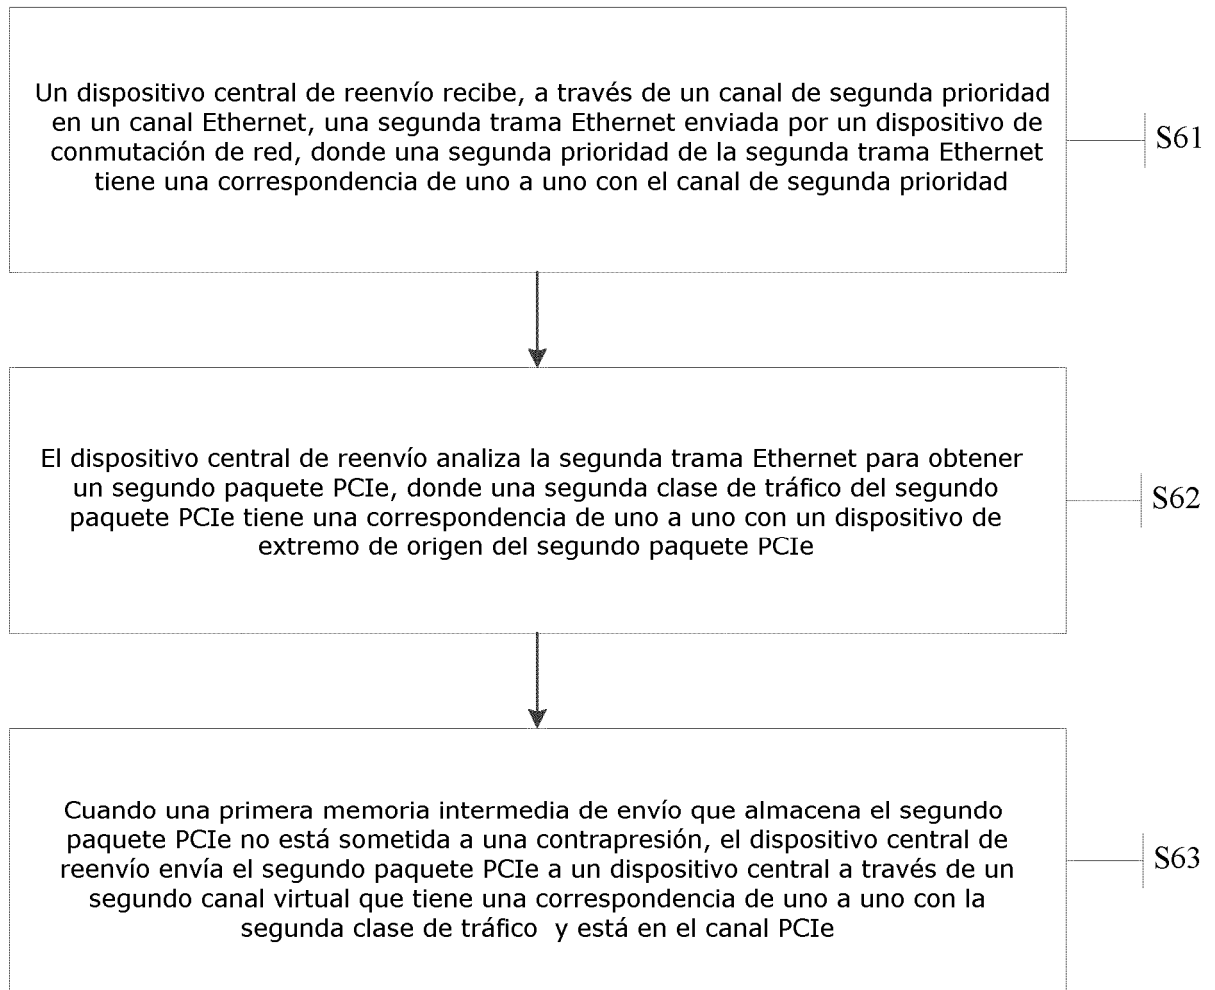 Un dispositivo central de reenvío recibe, a través de un canal de segunda prioridad
en un canal Ethernet, una segunda trama Ethernet enviada por un dispositivo de
conmutación de red, donde una segunda prioridad de la segunda trama Ethernet
tiene una correspondencia de uno a uno con el canal de segunda prioridad
S61
El dispositivo central de reenvío analiza la segunda trama Ethernet para obtener
un segundo paquete PCIe, donde una segunda clase de tráfico del segundo
paquete PCIe tiene una correspondencia de uno a uno con un dispositivo de
extremo de origen del segundo paquete PCIe
S62
Cuando una primera memoria intermedia de envío que almacena el segundo
paquete PCIe no está sometida a una contrapresión, el dispositivo central de
reenvío envía el segundo paquete PCIe a un dispositivo central a través de un
segundo canal virtual que tiene una correspondencia de uno a uno con la
segunda clase de tráfico y está en el canal PCIe
S63